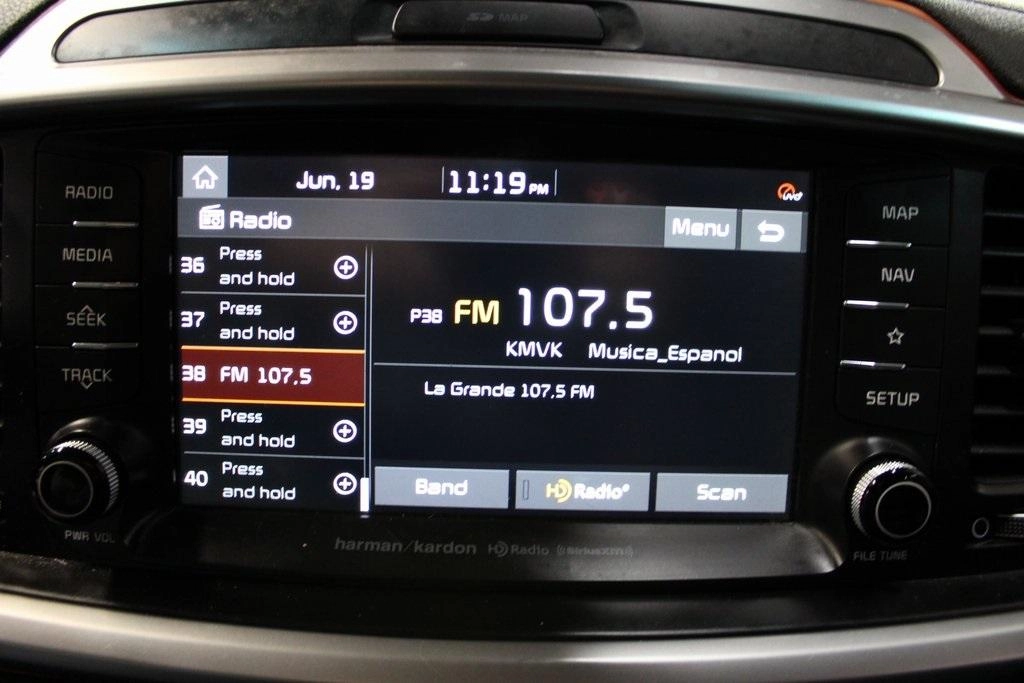 SD MAP
Jun, 19
11:19 PM
uvo
Radio
Menu
36 Press
and hold
37 Press
and hold
38 FM 107.5
39 Press
and hold
40 Press
and hold
P38 FM 107.5
KMVK Musica_Espanol
La Grande 107.5 FM
Band
HD Radio
Scan
RADIO
MEDIA
SEEK
TRACK
PWR VOL
MAP
NAV
SETUP
FILE TUNE
harman/kardon HD Radio ((SiriusXM))